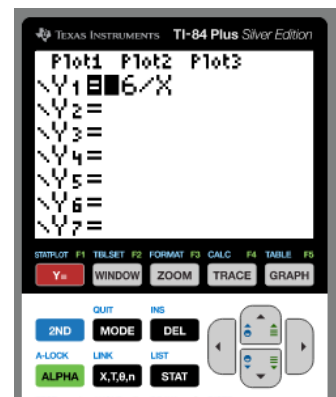 TEXAS INSTRUMENTS TI-84 Plus Silver Edition
Plot1 Plot2 Plot3
\Y1=6/X
\Y2=
\Y3=
\Y4=
\Y5=
\Y6=
\Y7=
STATPLOT F1 TBLSET F2 FORMAT F3 CALC F4 TABLE F5
Y= WINDOW ZOOM TRACE GRAPH
QUIT INS
2ND MODE DEL
A-LOCK LINK LIST
ALPHA X,T,θ,n STAT